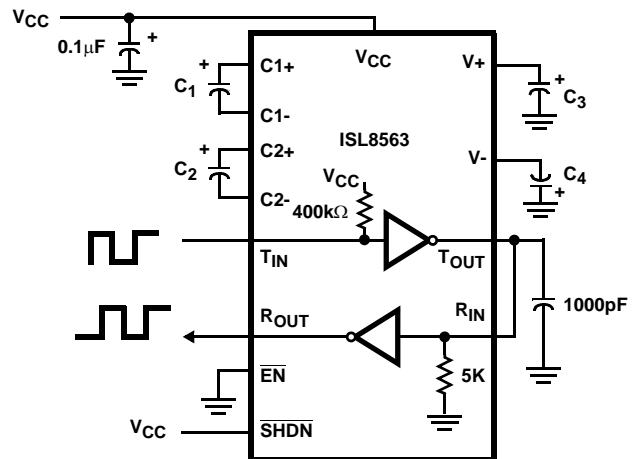 VCC
0.1μF
+
VCC
C1
+
C1+
C1-
V+
+
C3
ISL8563
C2
+
C2+
C2-
V-
C4
+
VCC
400kΩ
TIN
TOUT
ROUT
RIN
1000pF
5K
EN
VCC
SHDN